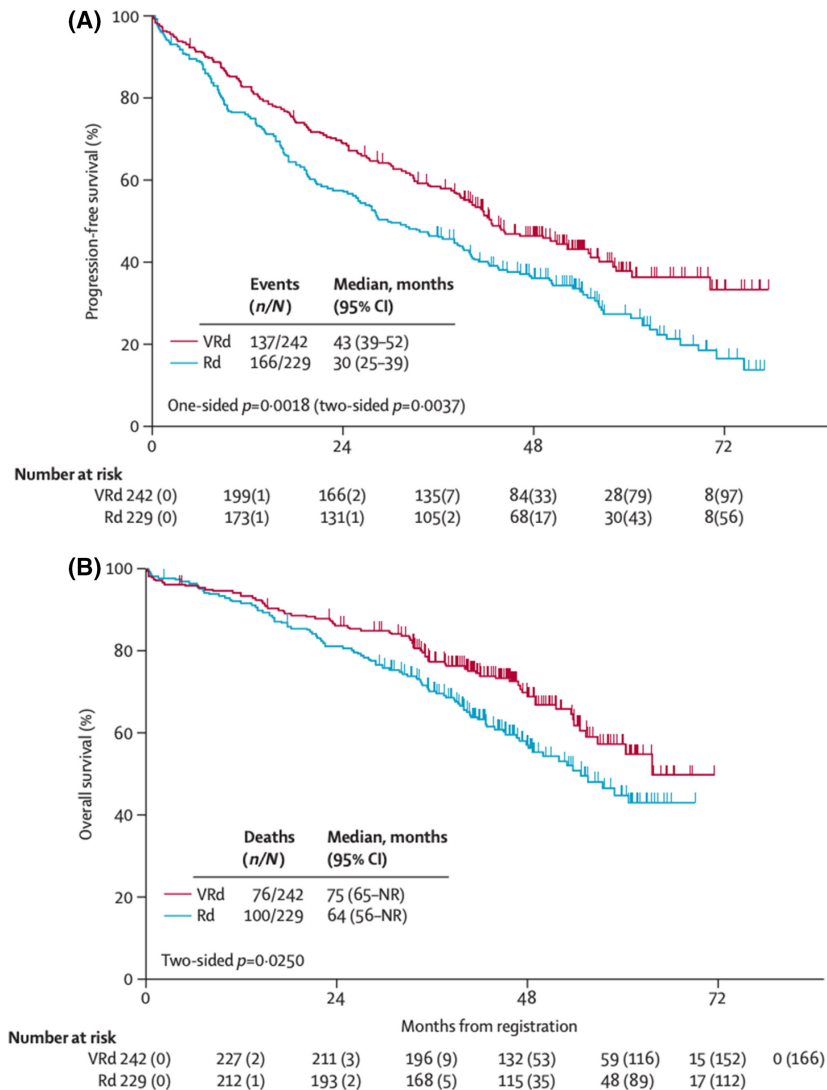 (A)
100
80
60
40
20
0
Progression-free survival (%)
Events
(n/N)
Median, months
(95% CI)
VRd 137/242 43 (39–52)
Rd 166/229 30 (25–39)
One-sided p=0·0018 (two-sided p=0·0037)
0 24 48 72
Number at risk
VRd 242 (0) 199(1) 166(2) 135(7) 84(33) 28(79) 8(97)
Rd 229 (0) 173(1) 131(1) 105(2) 68(17) 30(43) 8(56)
(B)
100
80
60
40
20
0
Overall survival (%)
Deaths
(n/N)
Median, months
(95% CI)
VRd 76/242 75 (65–NR)
Rd 100/229 64 (56–NR)
Two-sided p=0·0250
0 24 48 72
Months from registration
Number at risk
VRd 242 (0) 227 (2) 211 (3) 196 (9) 132 (53) 59 (116) 15 (152) 0 (166)
Rd 229 (0) 212 (1) 193 (2) 168 (5) 115 (35) 48 (89) 17 (112)